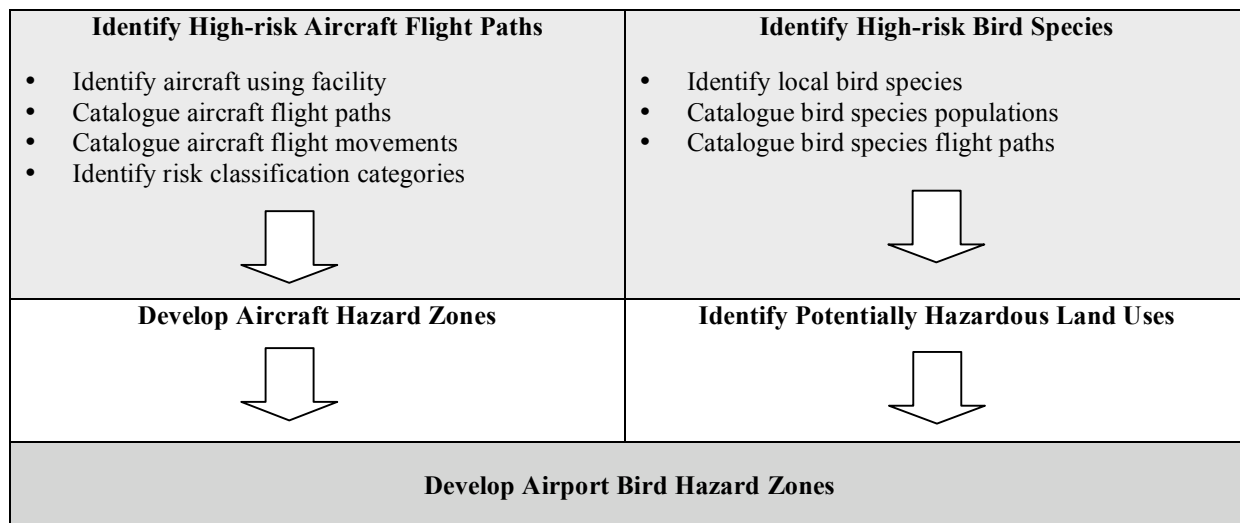 Identify High-risk Aircraft Flight Paths
• Identify aircraft using facility
• Catalogue aircraft flight paths
• Catalogue aircraft flight movements
• Identify risk classification categories
Identify High-risk Bird Species
• Identify local bird species
• Catalogue bird species populations
• Catalogue bird species flight paths
Develop Aircraft Hazard Zones
Identify Potentially Hazardous Land Uses
Develop Airport Bird Hazard Zones